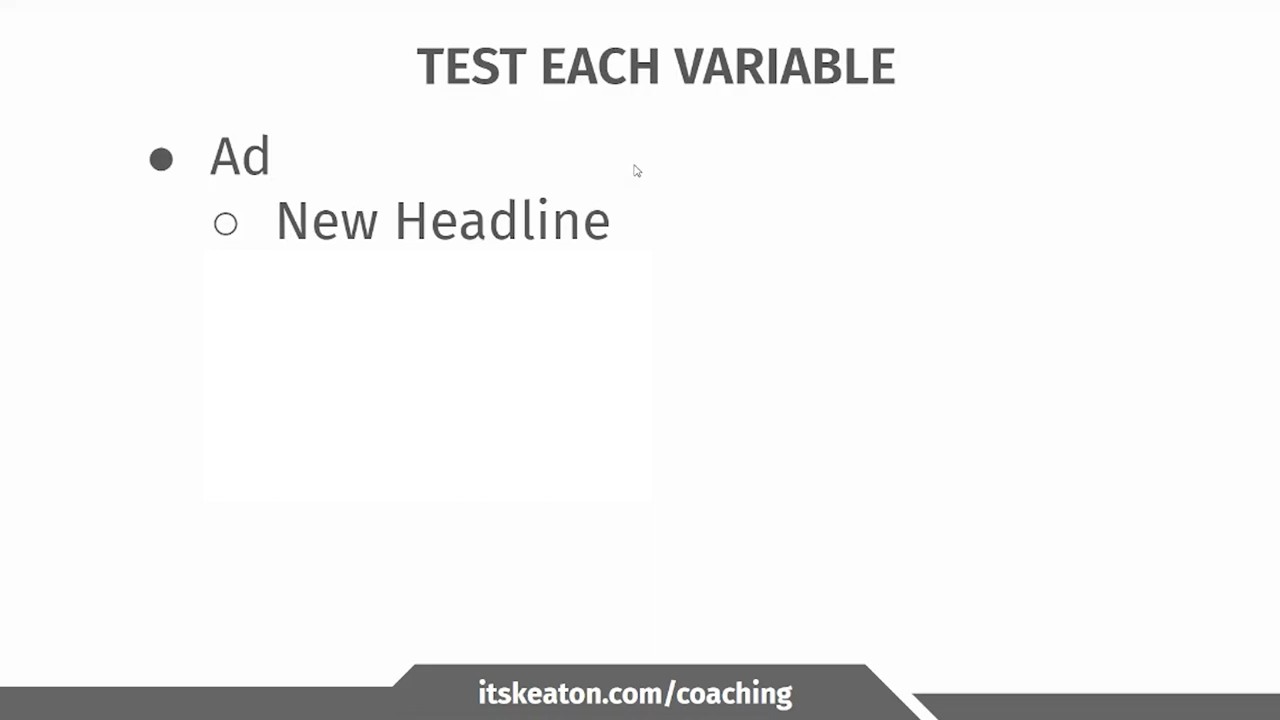 TEST EACH VARIABLE
● Ad
○ New Headline
itskeaton.com/coaching